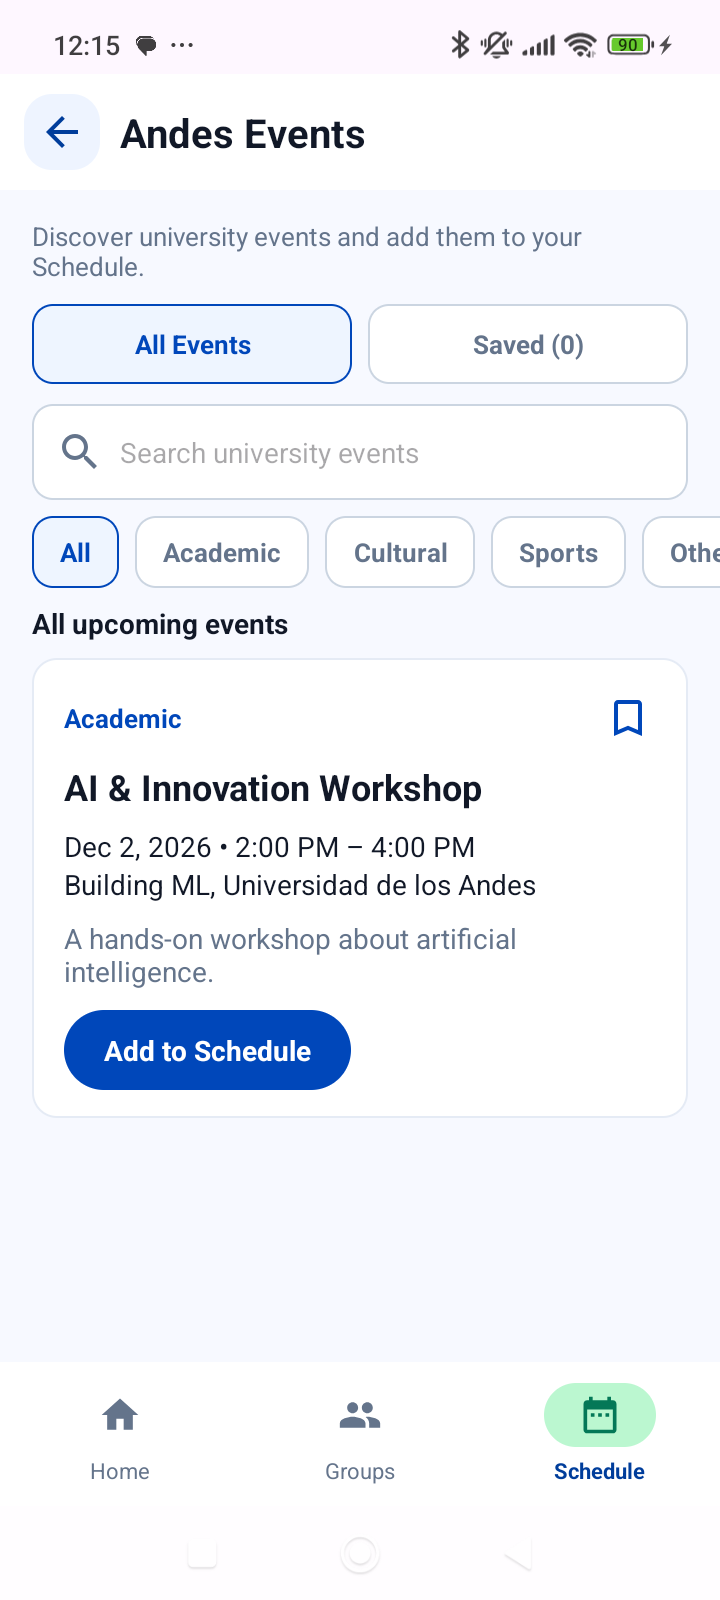 12:15
90
Andes Events
Discover university events and add them to your
Schedule.
All Events
Saved (0)
Search university events
All
Academic
Cultural
Sports
Othe
All upcoming events
Academic
AI & Innovation Workshop
Dec 2, 2026 • 2:00 PM – 4:00 PM
Building ML, Universidad de los Andes
A hands-on workshop about artificial
intelligence.
Add to Schedule
Home
Groups
Schedule